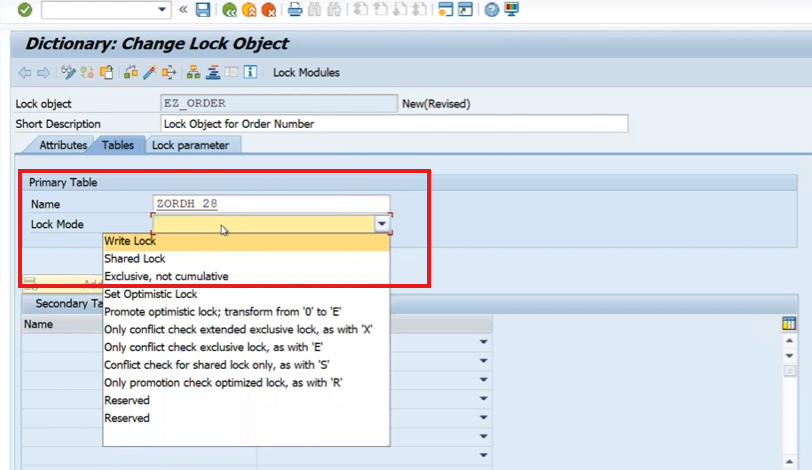 Dictionary: Change Lock Object
Lock Modules
Lock object EZ_ORDER New(Revised)
Short Description Lock Object for Order Number
Attributes Tables Lock parameter
Primary Table
Name ZORDH_28
Lock Mode
Write Lock
Shared Lock
Exclusive, not cumulative
Set Optimistic Lock
Promote optimistic lock; transform from '0' to 'E'
Only conflict check extended exclusive lock, as with 'X'
Only conflict check exclusive lock, as with 'E'
Conflict check for shared lock only, as with 'S'
Only promotion check optimized lock, as with 'R'
Reserved
Reserved
Secondary Ta
Name